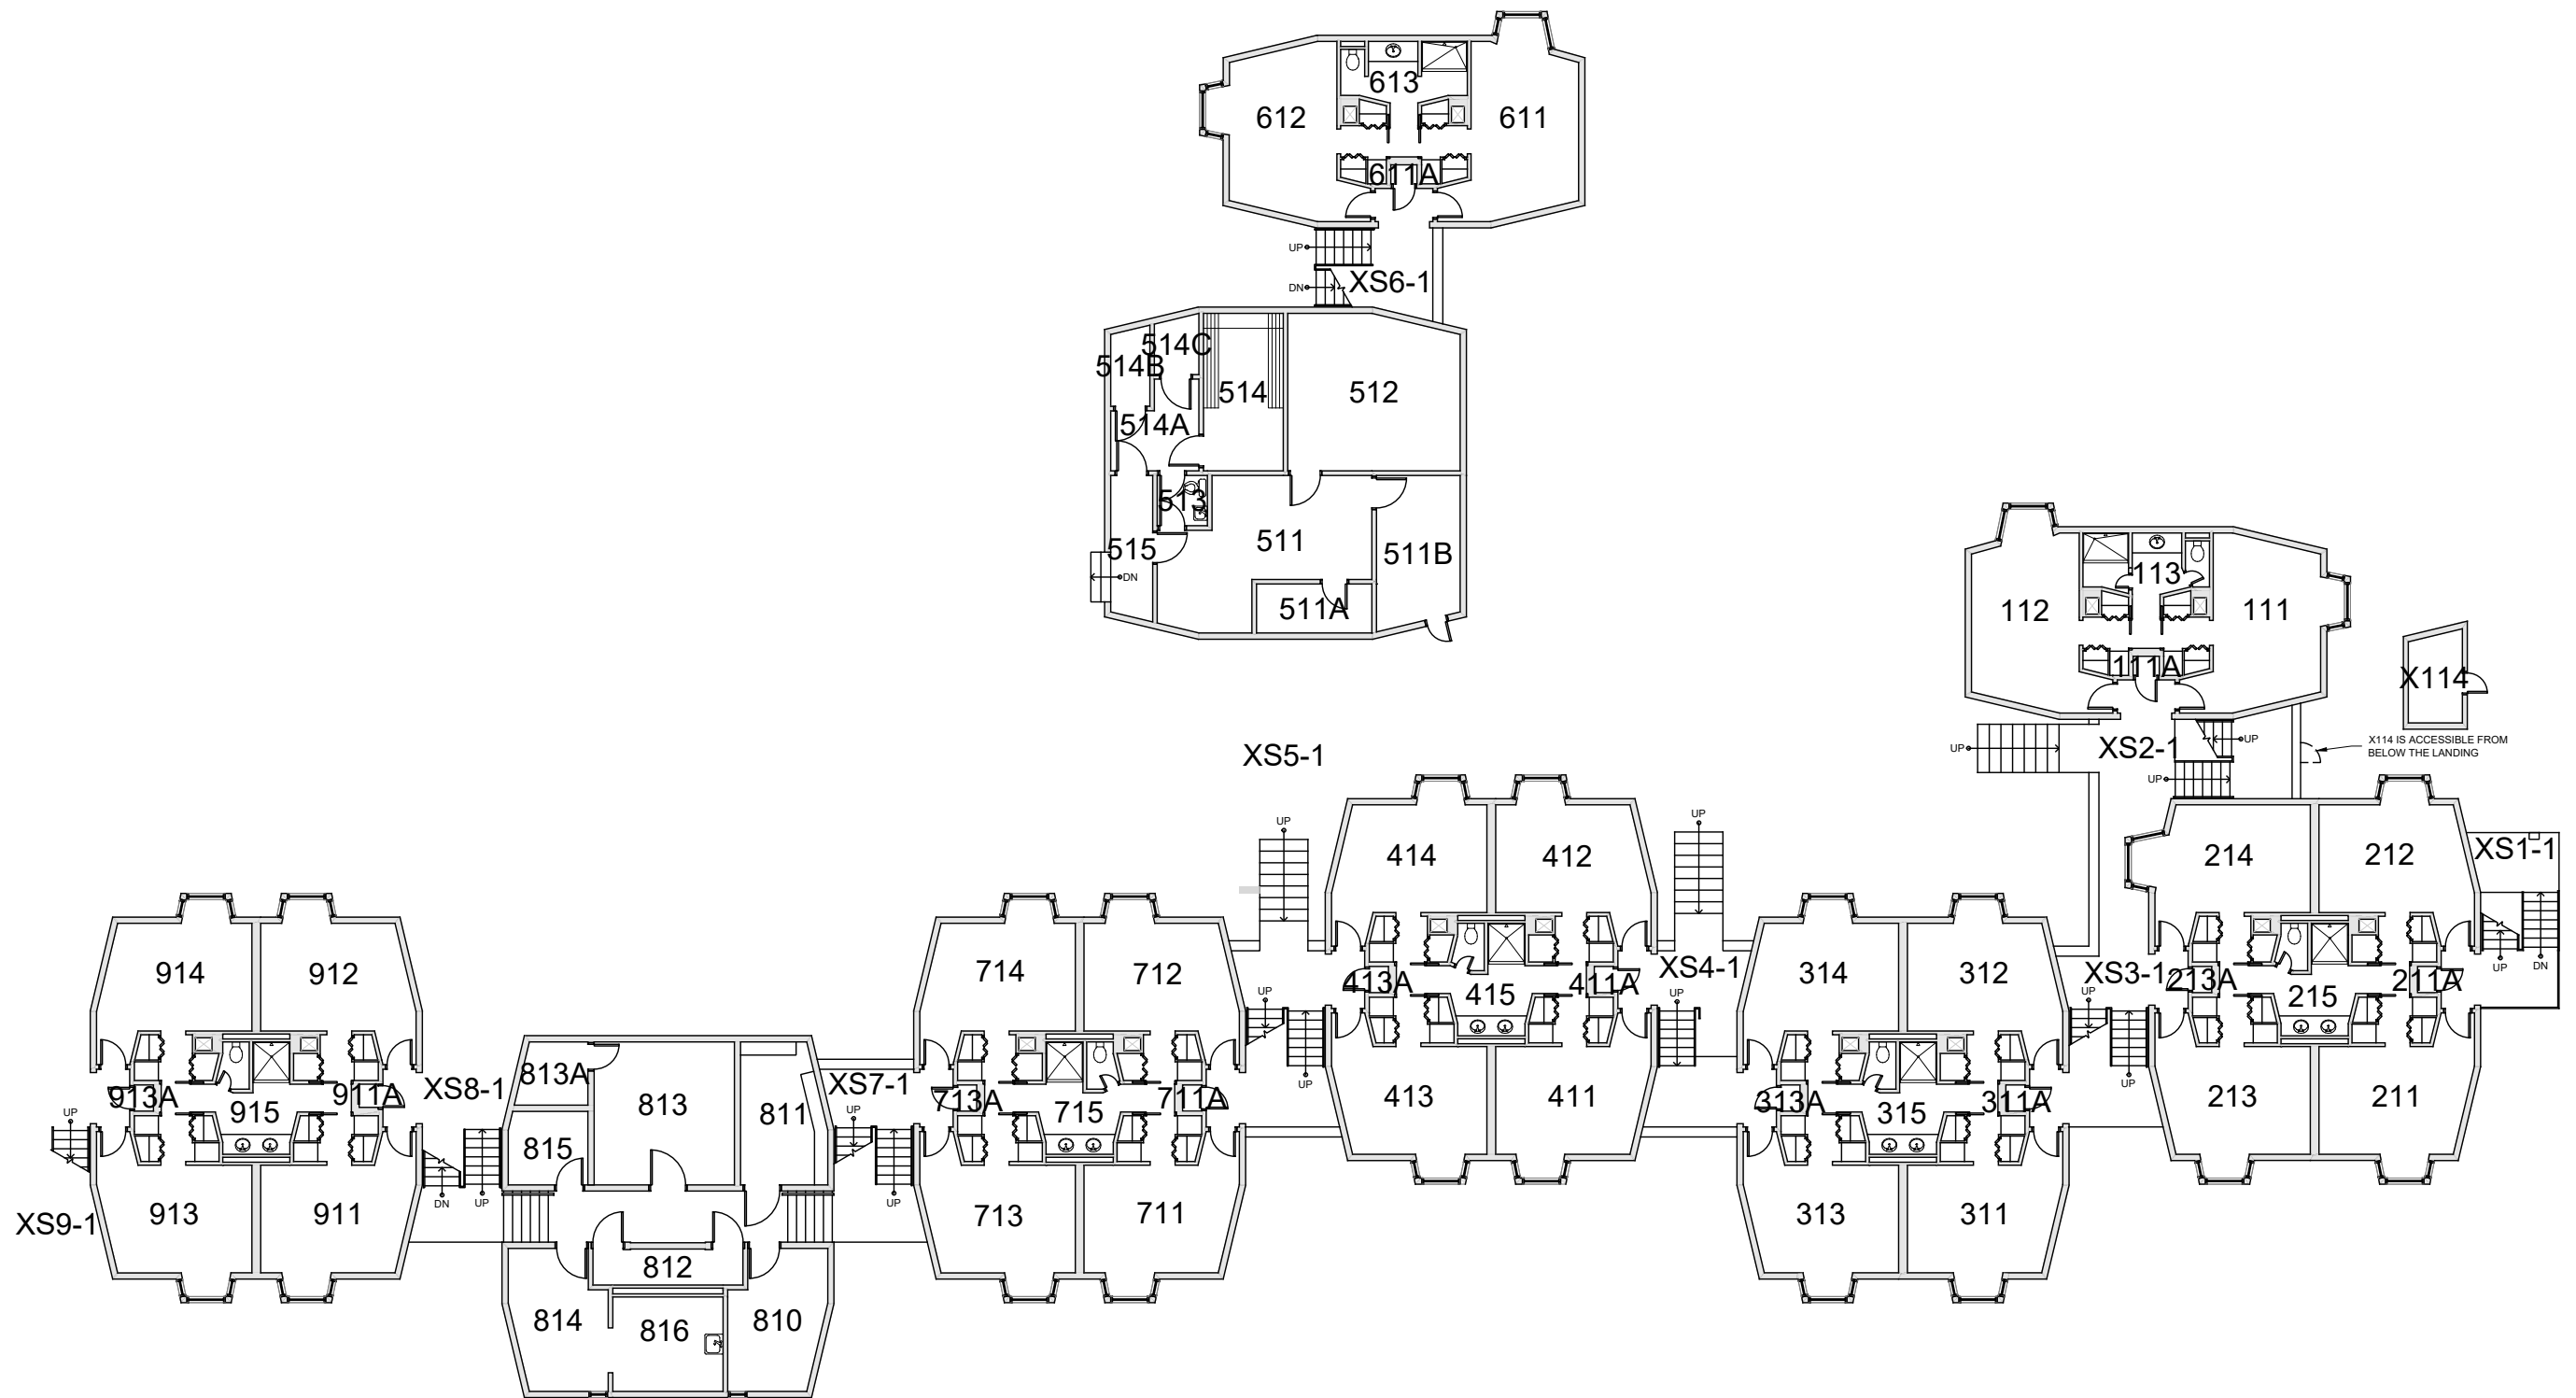 613
612
611
611A
UP
DN
XS6-1
514C
514B
514
512
514A
513
515
511
511B
DN
511A
113
112
111
111A
X114
X114 IS ACCESSIBLE FROM
BELOW THE LANDING
UP
XS2-1
UP
UP
XS5-1
UP
UP
414
412
214
212
XS1-1
914
912
714
712
413A
415
411A
XS4-1
314
312
XS3-1
213A
215
211A
UP
DN
UP
UP
UP
UP
UP
UP
913A
915
911A
XS8-1
813A
813
811
XS7-1
713A
715
711A
413
411
313A
315
311A
213
211
UP
UP
815
DN
UP
UP
XS9-1
913
911
713
711
313
311
812
814
816
810